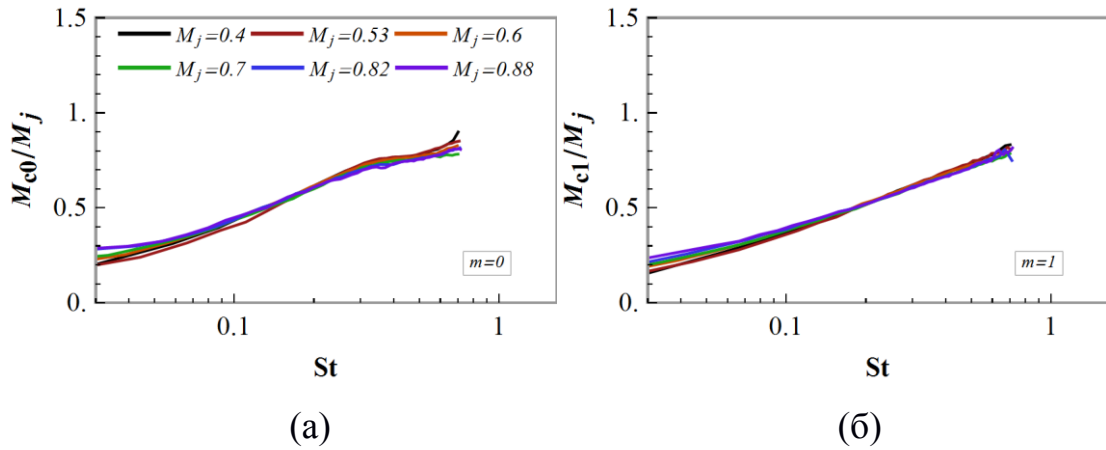 1.5
1.
0.5
0.
M_c0/M_j
M_j=0.4 M_j=0.53 M_j=0.6
M_j=0.7 M_j=0.82 M_j=0.88
m=0
0.1 1
St
(а)
1.5
1.
0.5
0.
M_c1/M_j
m=1
0.1 1
St
(б)